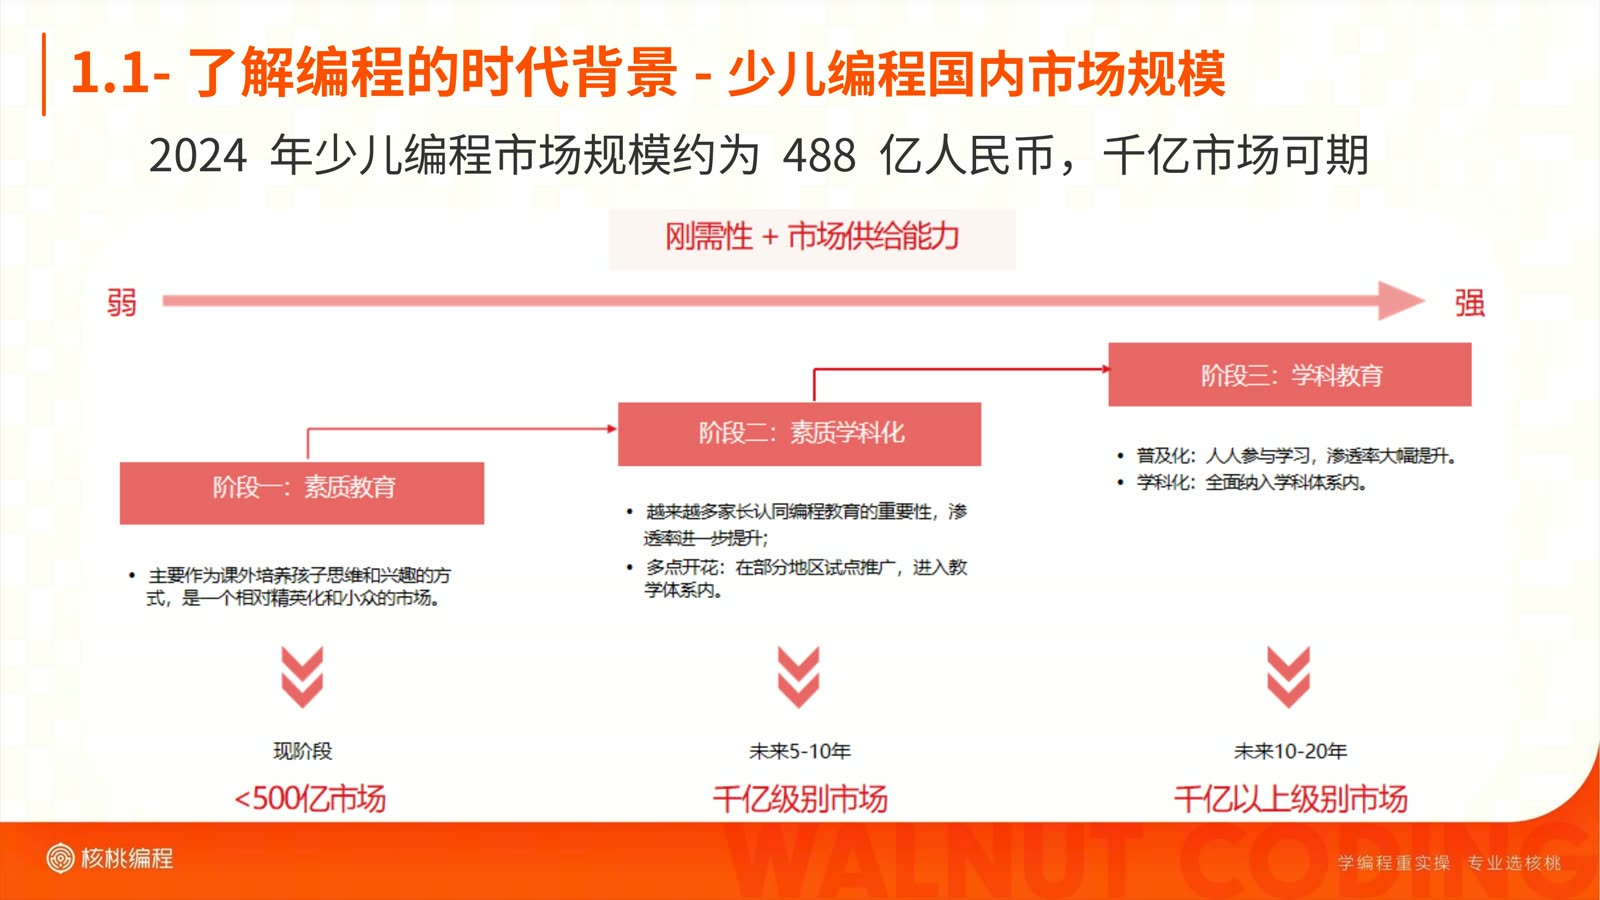 1.1- 了解编程的时代背景 - 少儿编程国内市场规模
2024 年少儿编程市场规模约为 488 亿人民币，千亿市场可期
刚需性 + 市场供给能力
弱
强
阶段一：素质教育
阶段二：素质学科化
阶段三：学科教育
• 主要作为课外培养孩子思维和兴趣的方
式，是一个相对精英化和小众的市场。
• 越来越多家长认同编程教育的重要性，渗
透率进一步提升；
• 多点开花：在部分地区试点推广，进入教
学体系内。
• 普及化：人人参与学习，渗透率大幅提升。
• 学科化：全面纳入学科体系内。
现阶段
<500亿市场
未来5-10年
千亿级别市场
未来10-20年
千亿以上级别市场
核桃编程
WALNUT CODING
学编程重实操 专业选核桃